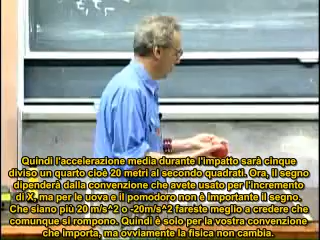 Quindi l'accelerazione media durante l'impatto sarà cinque
diviso un quarto cioè 20 metri al secondo quadrati. Ora, il segno
dipenderà dalla convenzione che avete usato per l'incremento
di X, ma per le uova e il pomodoro non è importante il segno.
Che siano più 20 m/s^2 o -20m/s^2 fareste meglio a credere che
comunque si rompono. Quindi è solo per la vostra convenzione
che importa, ma ovviamente la fisica non cambia.